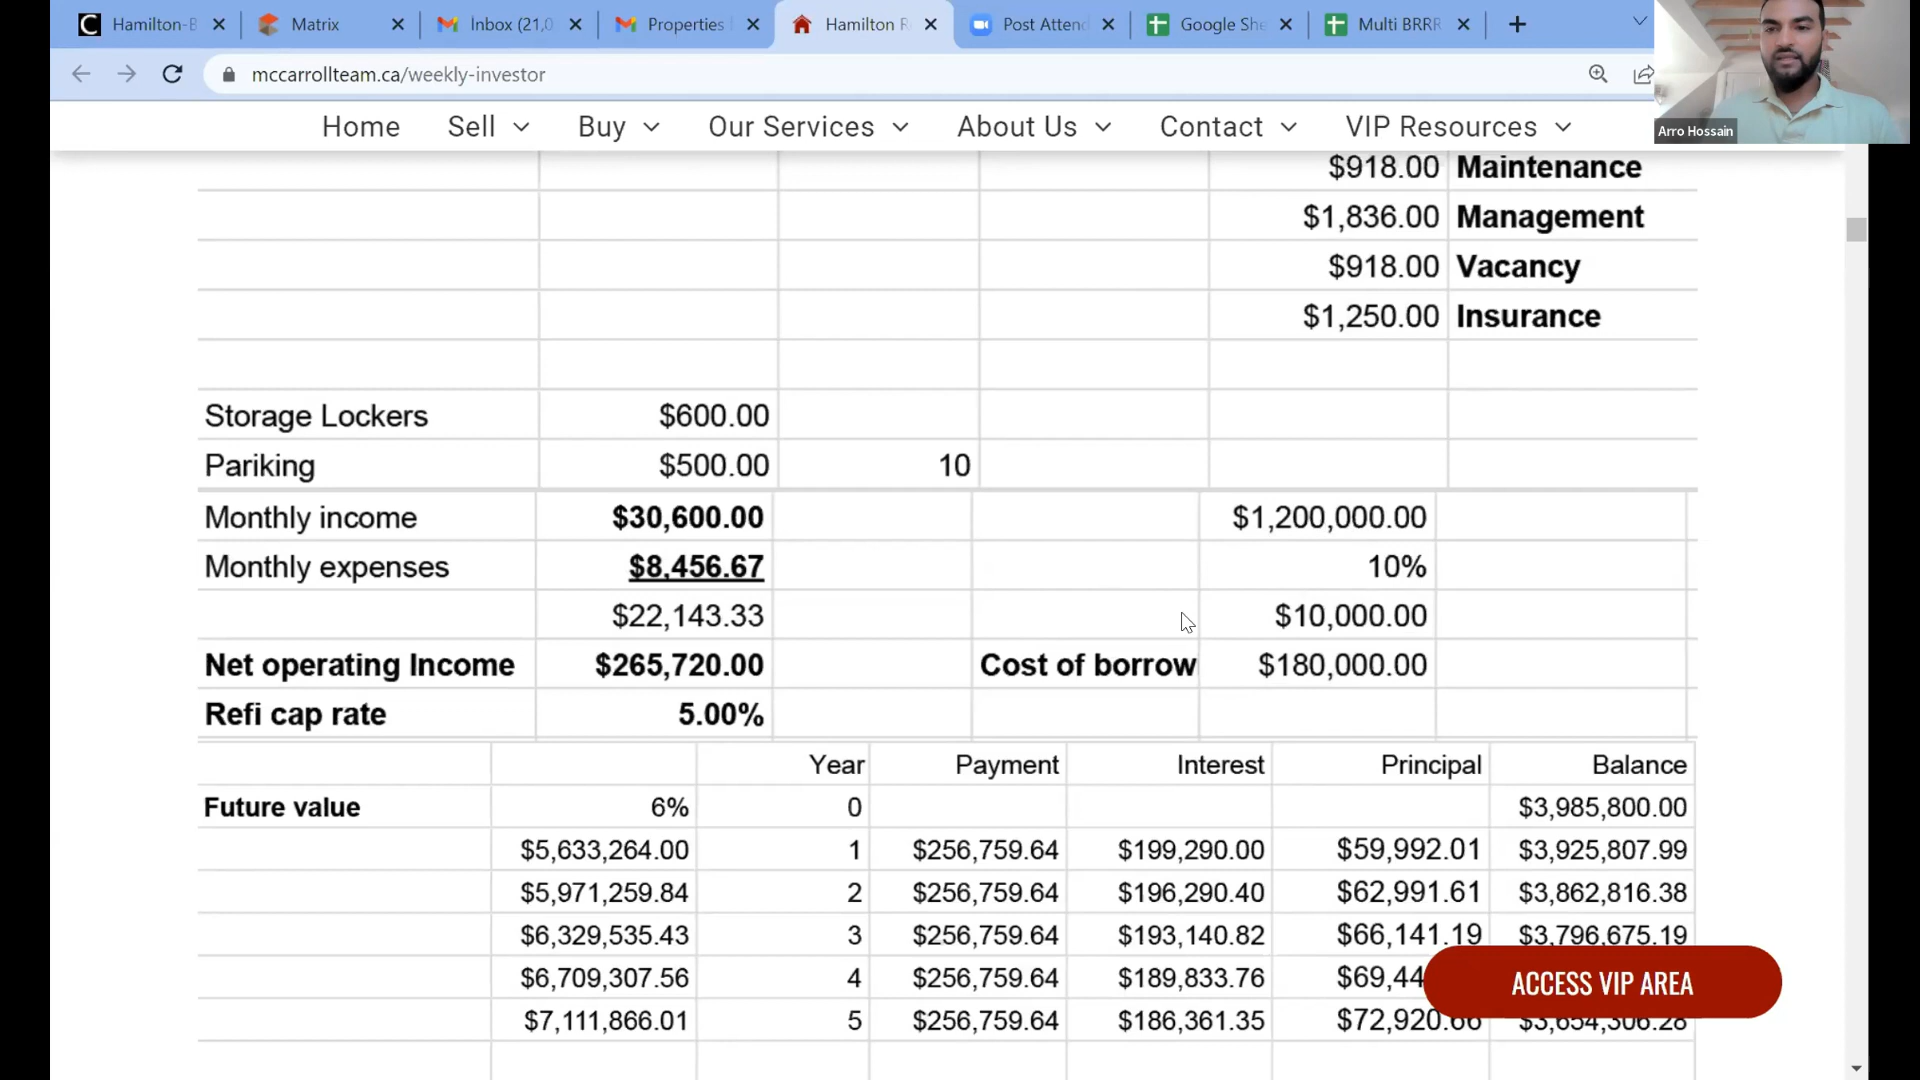 Hamilton-B Matrix Inbox (21,0 Properties Hamilton R Post Attend Google She Multi BRRR
mccarrollteam.ca/weekly-investor
Home Sell Buy Our Services About Us Contact VIP Resources
Arro Hossain
$918.00 Maintenance
$1,836.00 Management
$918.00 Vacancy
$1,250.00 Insurance
Storage Lockers $600.00
Pariking $500.00 10
Monthly income $30,600.00 $1,200,000.00
Monthly expenses $8,456.67 10%
$22,143.33 $10,000.00
Net operating Income $265,720.00 Cost of borrow $180,000.00
Refi cap rate 5.00%
Year Payment Interest Principal Balance
Future value 6% 0 $3,985,800.00
$5,633,264.00 1 $256,759.64 $199,290.00 $59,992.01 $3,925,807.99
$5,971,259.84 2 $256,759.64 $196,290.40 $62,991.61 $3,862,816.38
$6,329,535.43 3 $256,759.64 $193,140.82 $66,141.19 $3,796,675.19
$6,709,307.56 4 $256,759.64 $189,833.76 $69,44
ACCESS VIP AREA
$7,111,866.01 5 $256,759.64 $186,361.35 $72,920.66 $3,654,306.28